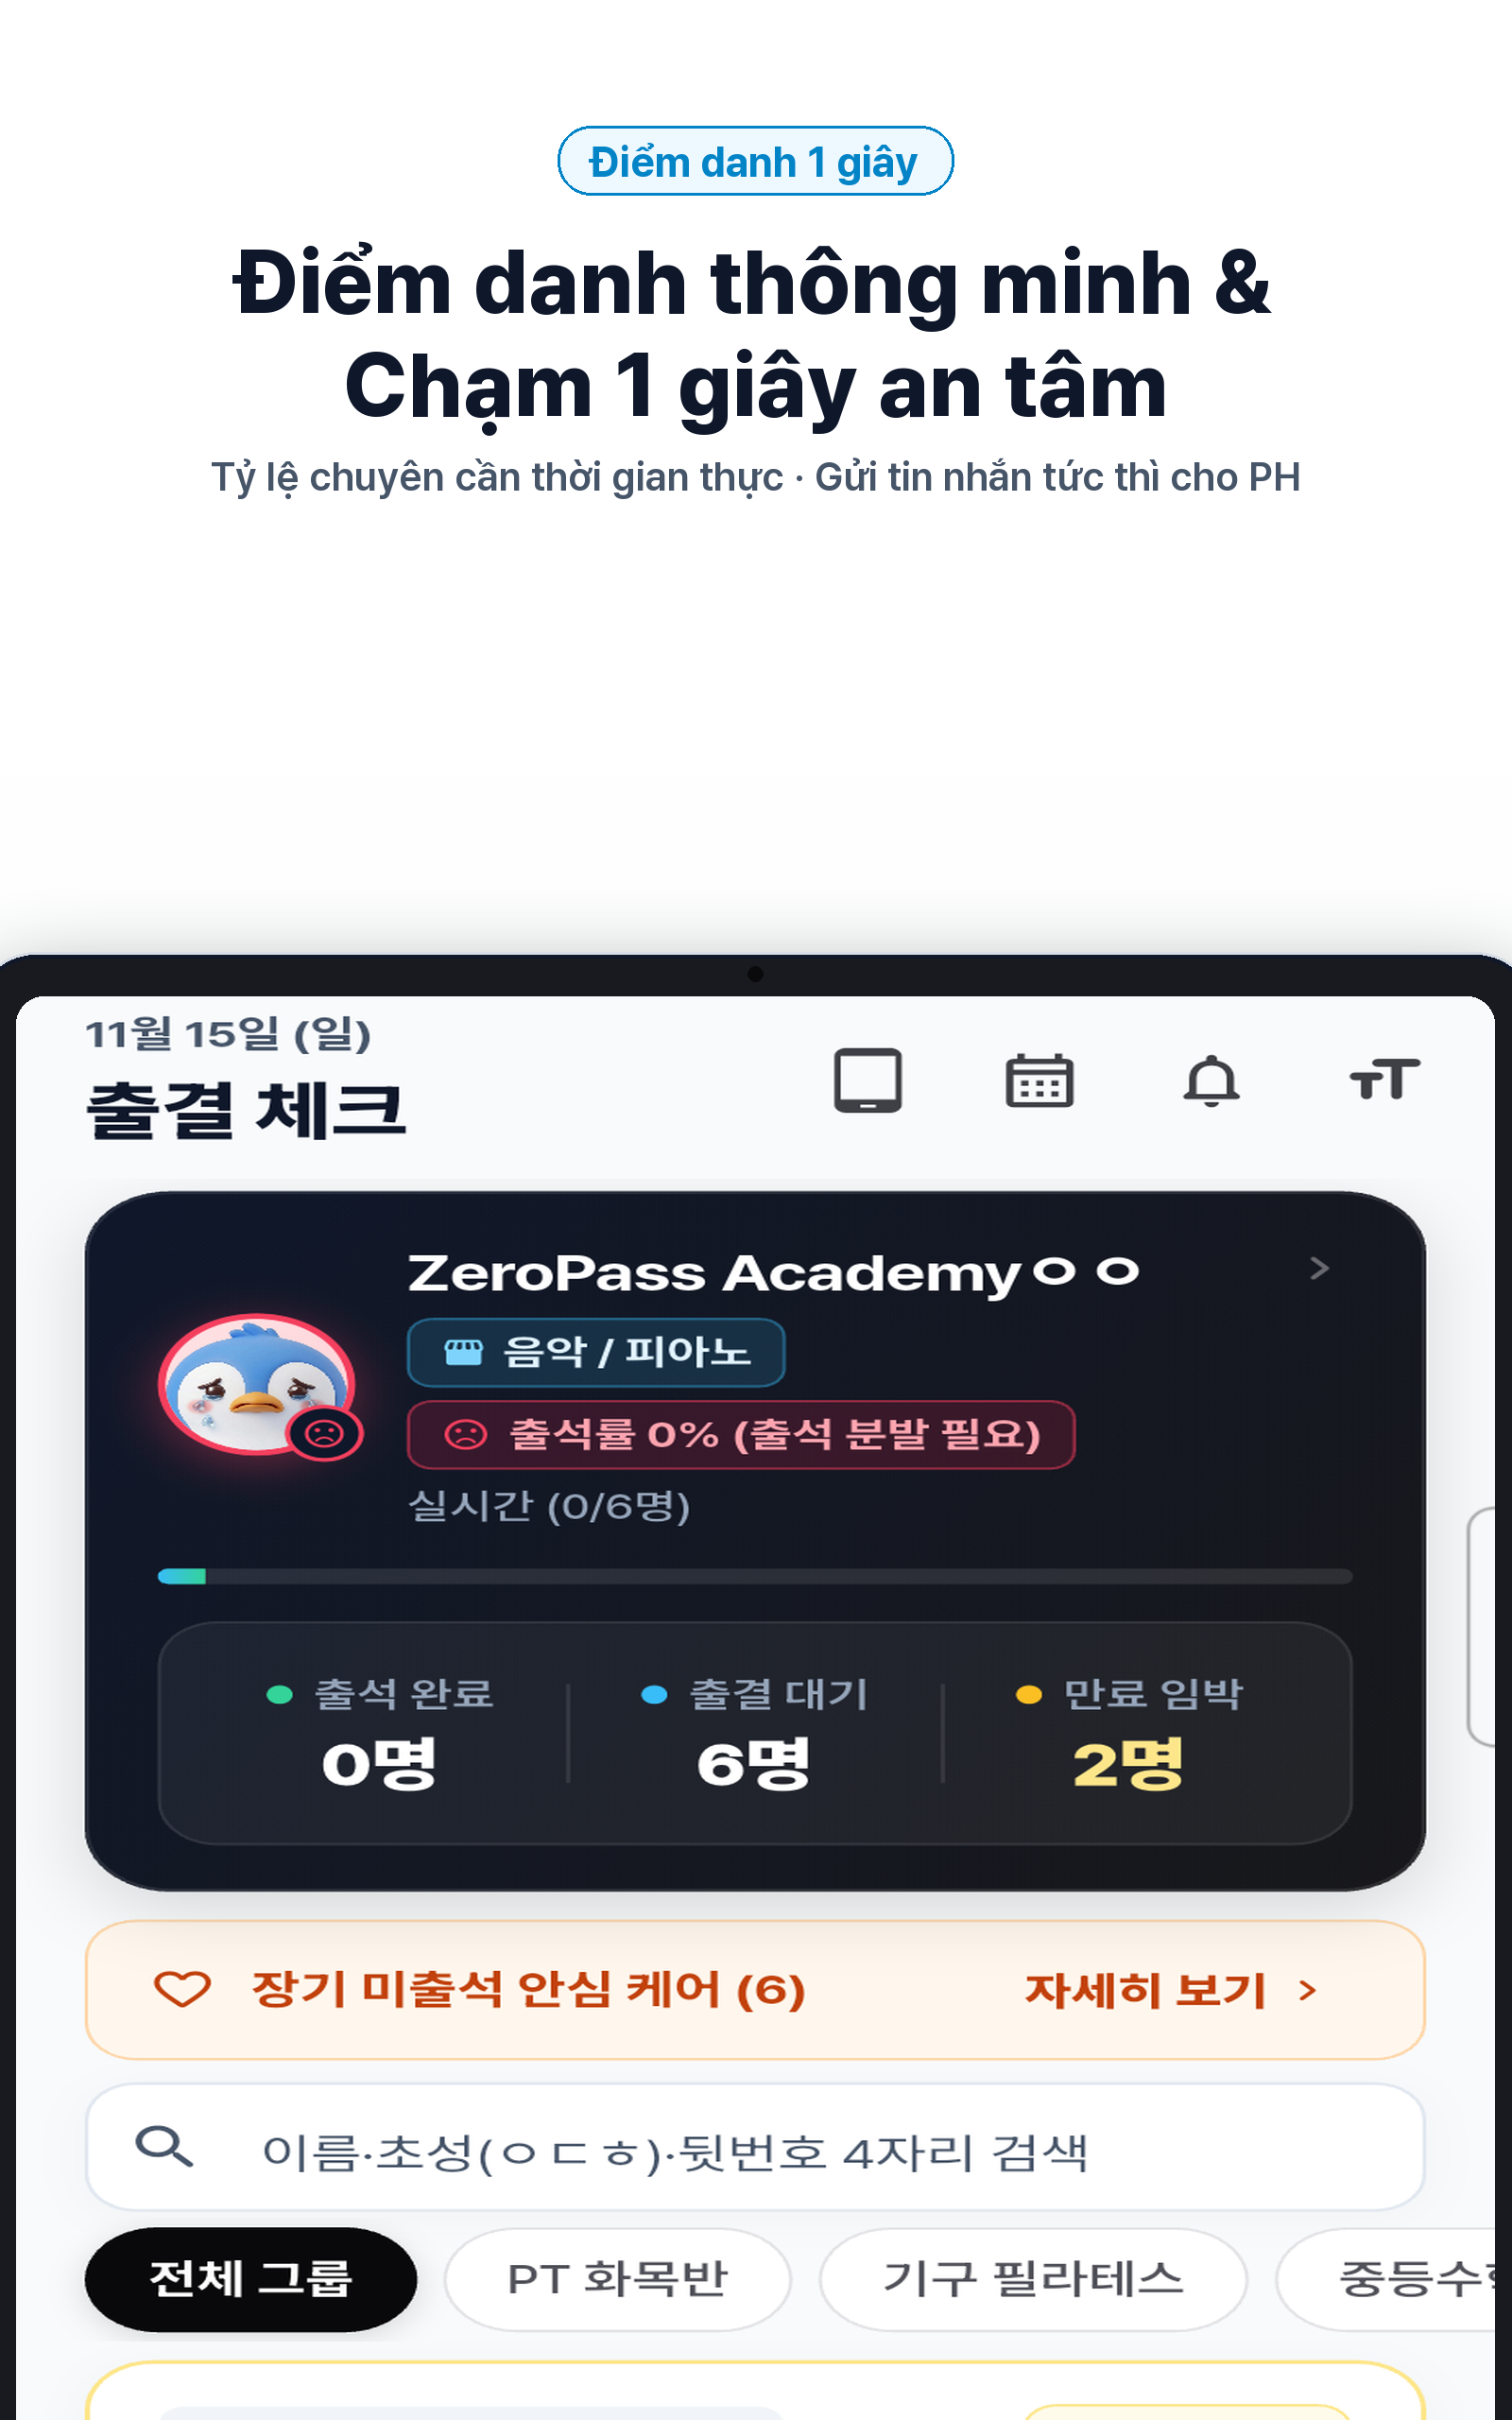 Điểm danh 1 giây
Điểm danh thông minh &
Chạm 1 giây an tâm
Tỷ lệ chuyên cần thời gian thực · Gửi tin nhắn tức thì cho PH
11월 15일 (일)
출결 체크
ZeroPass Academyㅇㅇ
음악 / 피아노
출석률 0% (출석 분발 필요)
실시간 (0/6명)
출석 완료
출결 대기
만료 임박
0명
6명
2명
장기 미출석 안심 케어 (6)
자세히 보기
이름·초성(ㅇㄷㅎ)·뒷번호 4자리 검색
전체 그룹
PT 화목반
기구 필라테스
중등수